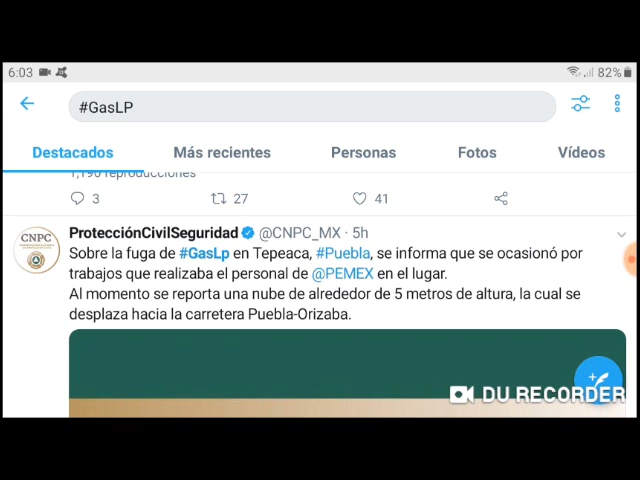 6:03 82%
#GasLP
Destacados Más recientes Personas Fotos Vídeos
1,196 reproducciones
3 27 41
CNPC
ProtecciónCivilSeguridad @CNPC_MX · 5h
Sobre la fuga de #GasLp en Tepeaca, #Puebla, se informa que se ocasionó por
trabajos que realizaba el personal de @PEMEX en el lugar.
Al momento se reporta una nube de alrededor de 5 metros de altura, la cual se
desplaza hacia la carretera Puebla-Orizaba.
DU RECORDER